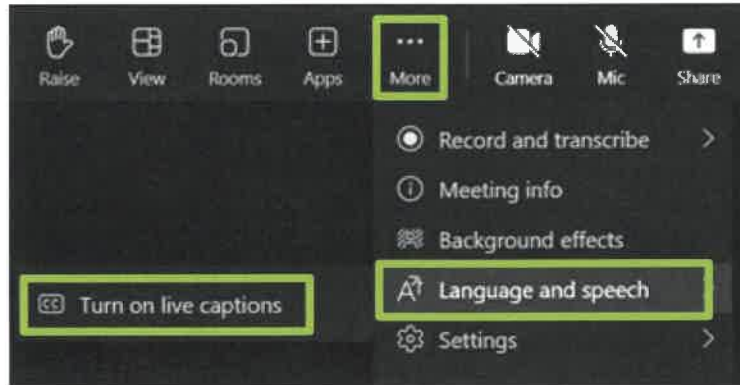 Raise View Rooms Apps More Camera Mic Share
Record and transcribe
Meeting info
Background effects
Language and speech
CC Turn on live captions
Settings